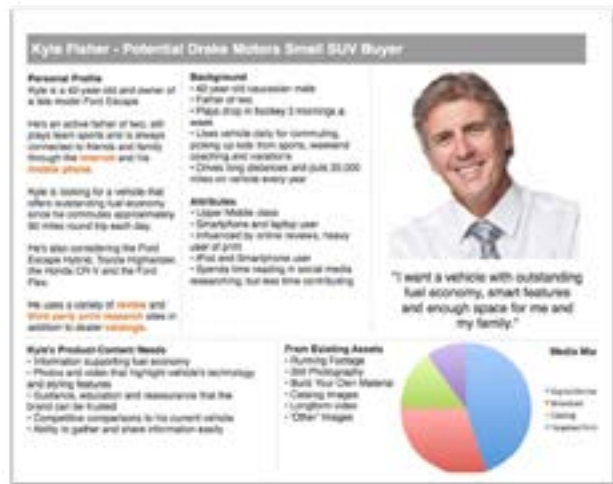 Kyle Fisher - Potential Drake Motors Small SUV Buyer
Personal Profile
Kyle is a 40 year old and owner of
a late model Ford Escape.
He's an active father of two, still
plays team sports and is always
connected to friends and family
through the internet and his
mobile phone.
Kyle is looking for a vehicle that
offers outstanding fuel economy
since he commutes approximately
90 miles round trip each day.
He's also considering the Ford
Escape Hybrid, Toyota Highlander,
the Honda CR-V and the Ford
Flex.
He uses a variety of review and
third party print research sites in
addition to dealer catalogs.
Background
• 40 year old caucasian male
• Father of two
• Plays drop in hockey 3 mornings a
week
• Uses vehicle daily for commuting,
picking up kids from sports, weekend
coaching and vacations
• Drives long distances and puts
miles on vehicle every year
Attributes
• Upper Middle class
• Smartphone and laptop user
• Influenced by online reviews, heavy
user of print
• iPod and Smartphone user
• Spends time reading in social media
researching, but less time contributing
"I want a vehicle with outstanding
fuel economy, smart features
and enough space for me and
my family."
Kyle's Product Content Needs
• Information supporting fuel economy
• Photos and video that highlight vehicle's technology
and styling features
• Guidance, education and reassurance that the
brand can be trusted
• Competitive comparisons to his current vehicle
• Ability to gather and share information easily
From Existing Assets
• Running Footage
• Still Photography
• Build Your Own Material
• Catalog Images
• Longform video
• "Other" Images
Media Mix
Catalog